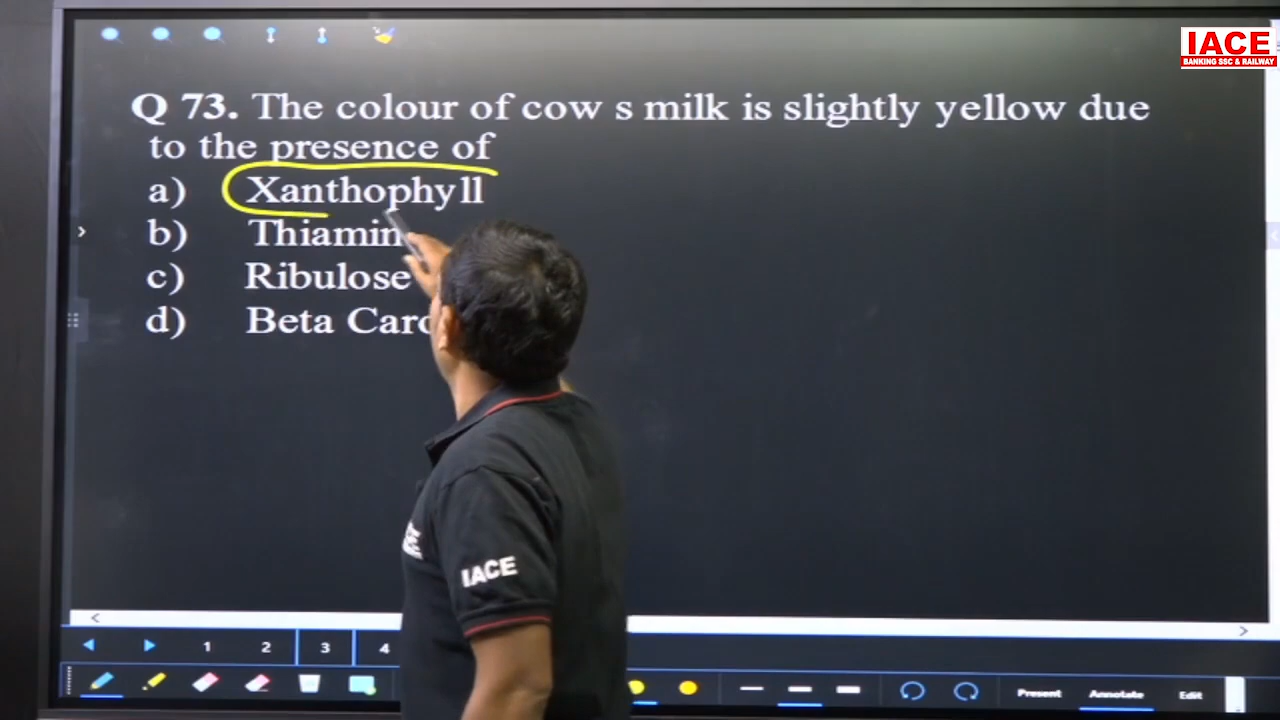 IACE
BANKING SSC & RAILWAY
Q 73. The colour of cow s milk is slightly yellow due
to the presence of
a) Xanthophyll
b) Thiamin
c) Ribulose
d) Beta
IACE
1 2 3 4
Present Annotate Edit